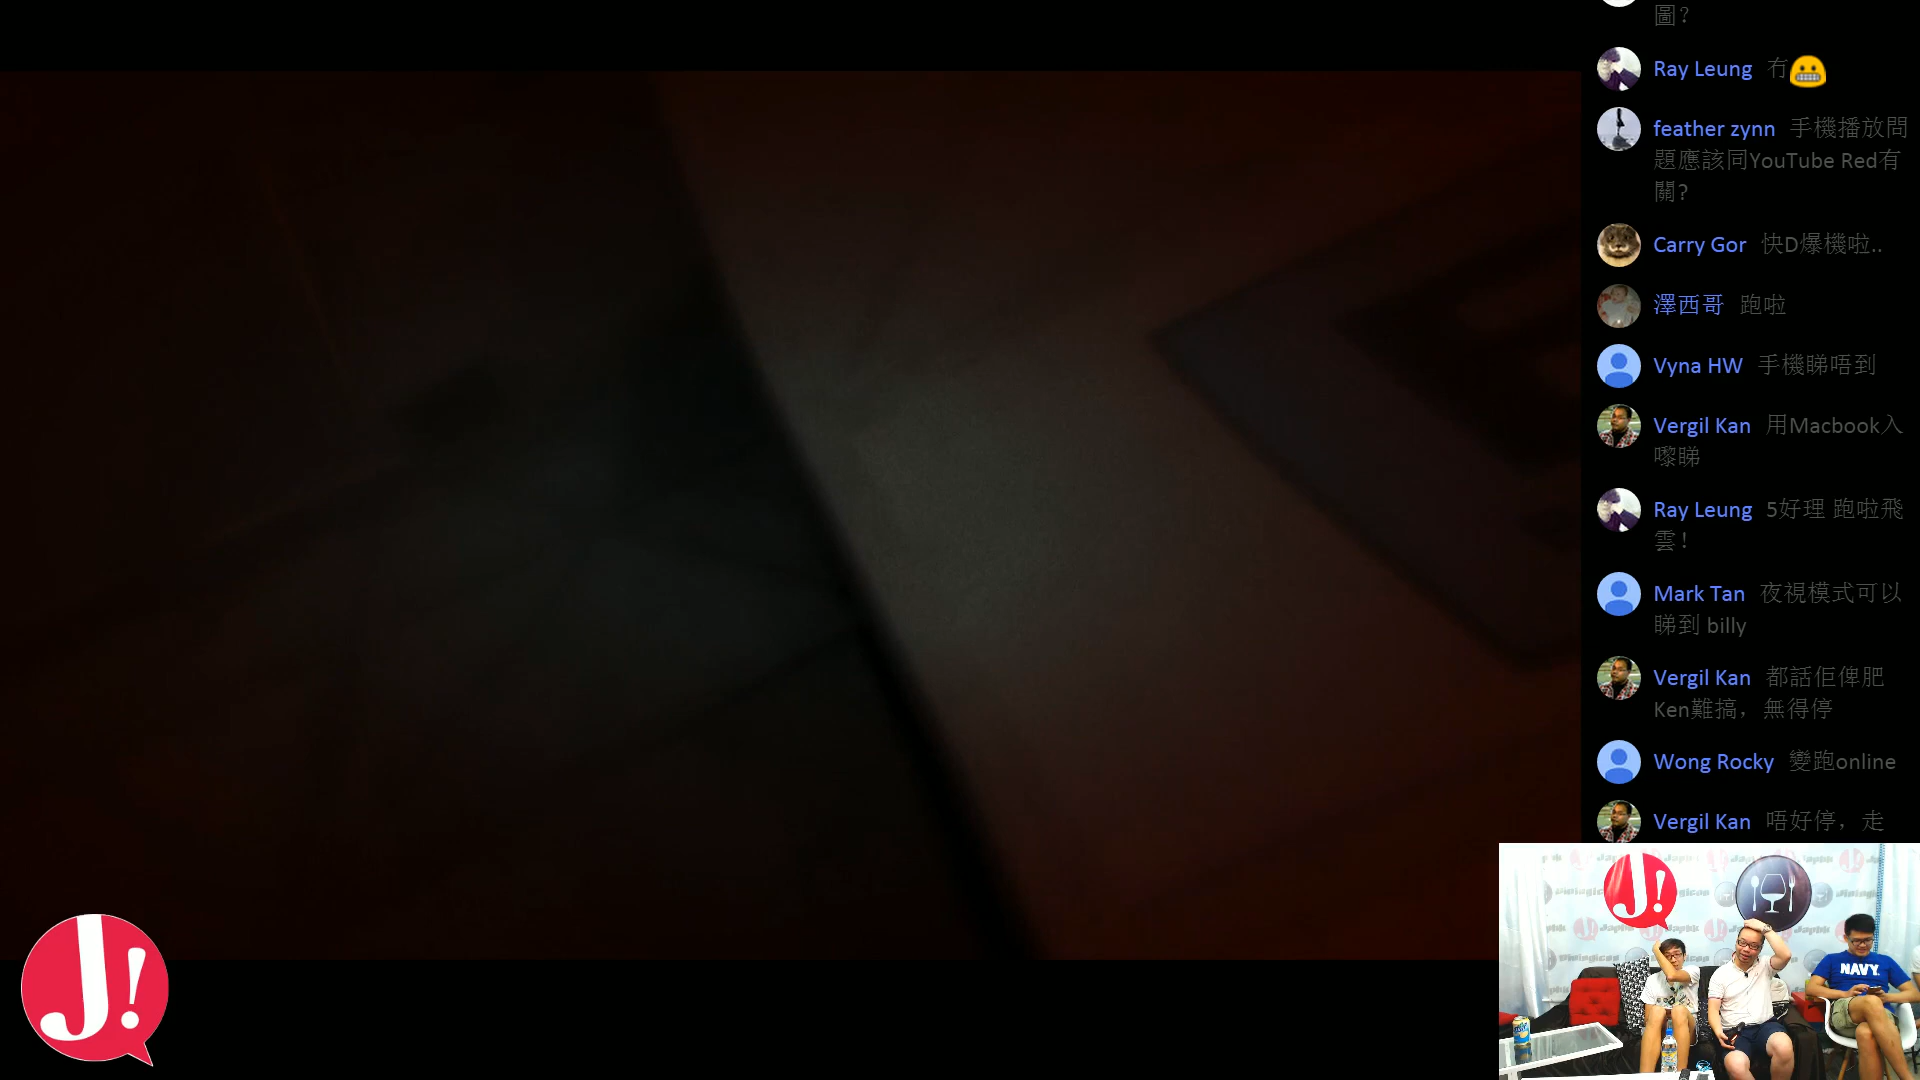 圖？
Ray Leung 冇
feather zynn 手機播放問
題應該同YouTube Red有
關?
Carry Gor 快D爆機啦..
澤西哥 跑啦
Vyna HW 手機睇唔到
Vergil Kan 用Macbook入
嚟睇
Ray Leung 5好理 跑啦飛
雲！
Mark Tan 夜視模式可以
睇到 billy
Vergil Kan 都話佢俾肥
Ken難搞，無得停
Wong Rocky 變跑online
Vergil Kan 唔好停，走
J!
J!
NAVY.